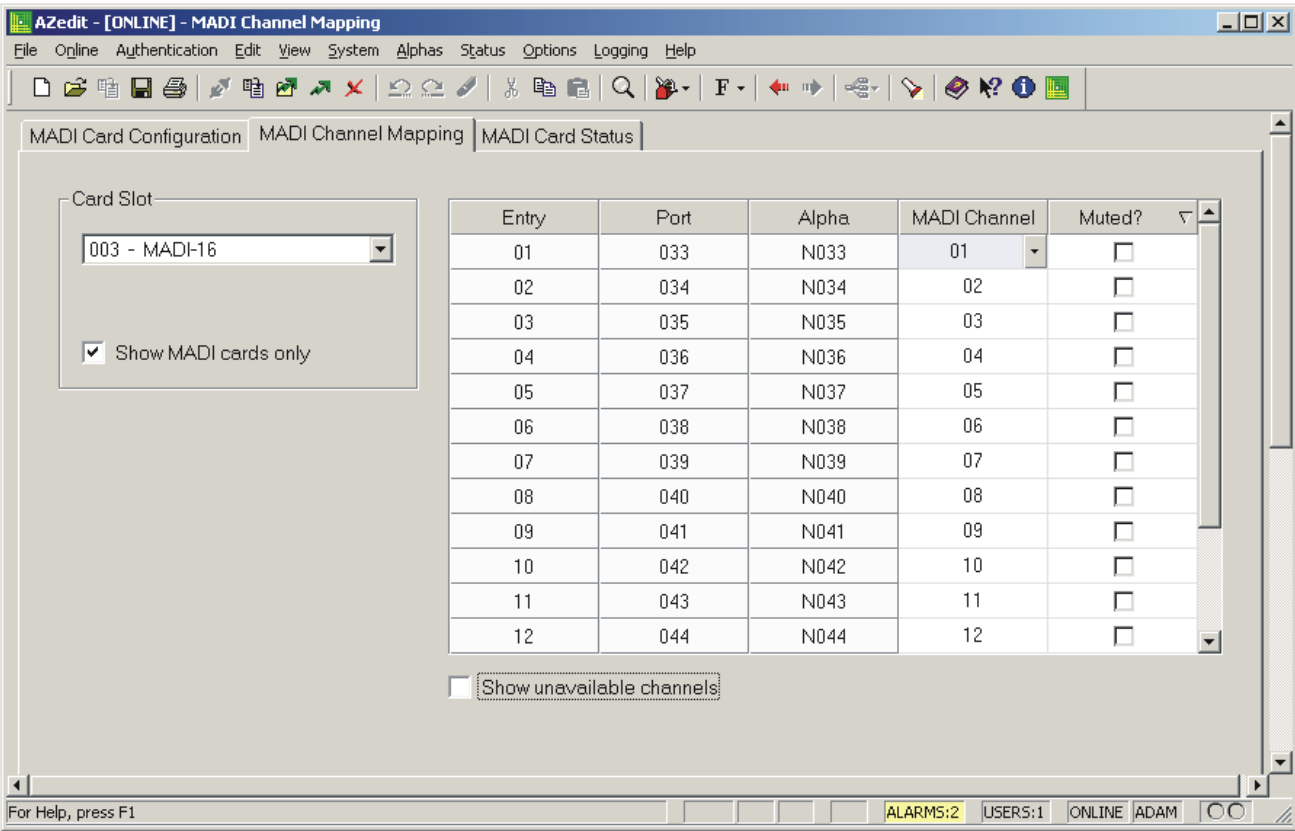 AZedit - [ONLINE] - MADI Channel Mapping
File Online Authentication Edit View System Alphas Status Options Logging Help
F
MADI Card Configuration MADI Channel Mapping MADI Card Status
Card Slot
003 - MADI-16
Show MADI cards only
Entry Port Alpha MADI Channel Muted?
01 033 N033 01
02 034 N034 02
03 035 N035 03
04 036 N036 04
05 037 N037 05
06 038 N038 06
07 039 N039 07
08 040 N040 08
09 041 N041 09
10 042 N042 10
11 043 N043 11
12 044 N044 12
Show unavailable channels
For Help, press F1 ALARMS:2 USERS:1 ONLINE ADAM